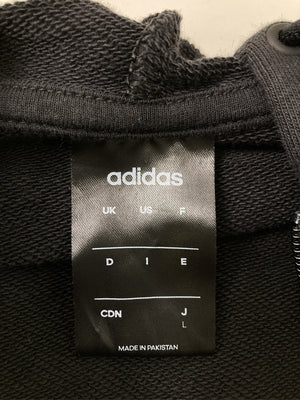 adidas
UK US F
D I E
CDN J
L
MADE IN PAKISTAN